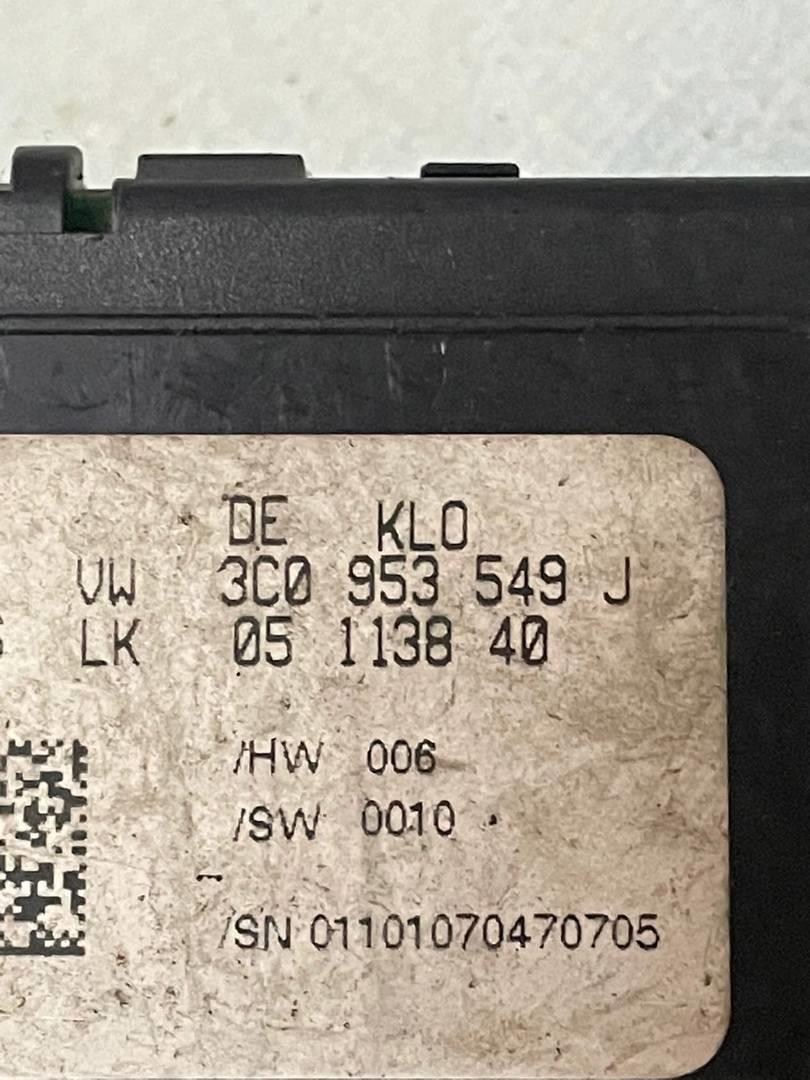 DE KLO
VW 3C0 953 549 J
LK 05 1138 40
/HW 006
/SW 0010
/SN 01101070470705